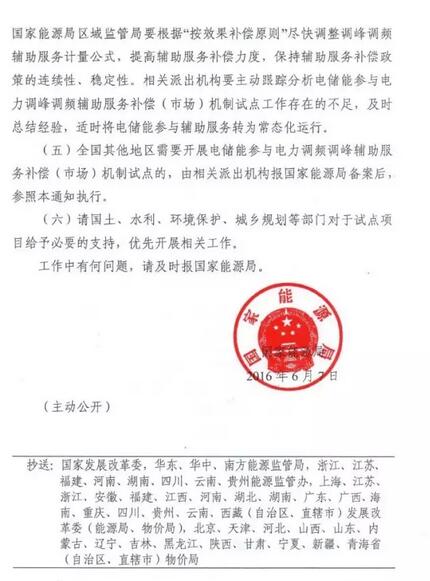 国家能源局区域监管局要根据“按效果补偿原则”尽快调整调峰调频
辅助服务计量公式，提高辅助服务补偿力度，保持辅助服务补偿政
策的连续性、稳定性。相关派出机构要主动跟踪分析电储能参与电
力调峰调频辅助服务补偿（市场）机制试点工作存在的不足，及时
总结经验，适时将电储能参与辅助服务转为常态化运行。
（五）全国其他地区需要开展电储能参与电力调频调峰辅助服
务补偿（市场）机制试点的，由相关派出机构报国家能源局备案后，
参照本通知执行。
（六）请国土、水利、环境保护、城乡规划等部门对于试点项
目给予必要的支持，优先开展相关工作。
工作中有何问题，请及时报国家能源局。
国家能源局
国家能源局
2016年6月7日
（主动公开）
抄送：国家发展改革委，华东、华中、南方能源监管局，浙江、江苏、
福建、河南、湖南、四川、云南、贵州能源监管办，上海、江苏、
浙江、安徽、福建、江西、河南、湖北、湖南、广东、广西、海
南、重庆、四川、贵州、云南、西藏（自治区、直辖市）发展改
革委（能源局、物价局），北京、天津、河北、山西、山东、内
蒙古、辽宁、吉林、黑龙江、陕西、甘肃、宁夏、新疆、青海省
（自治区、直辖市）物价局